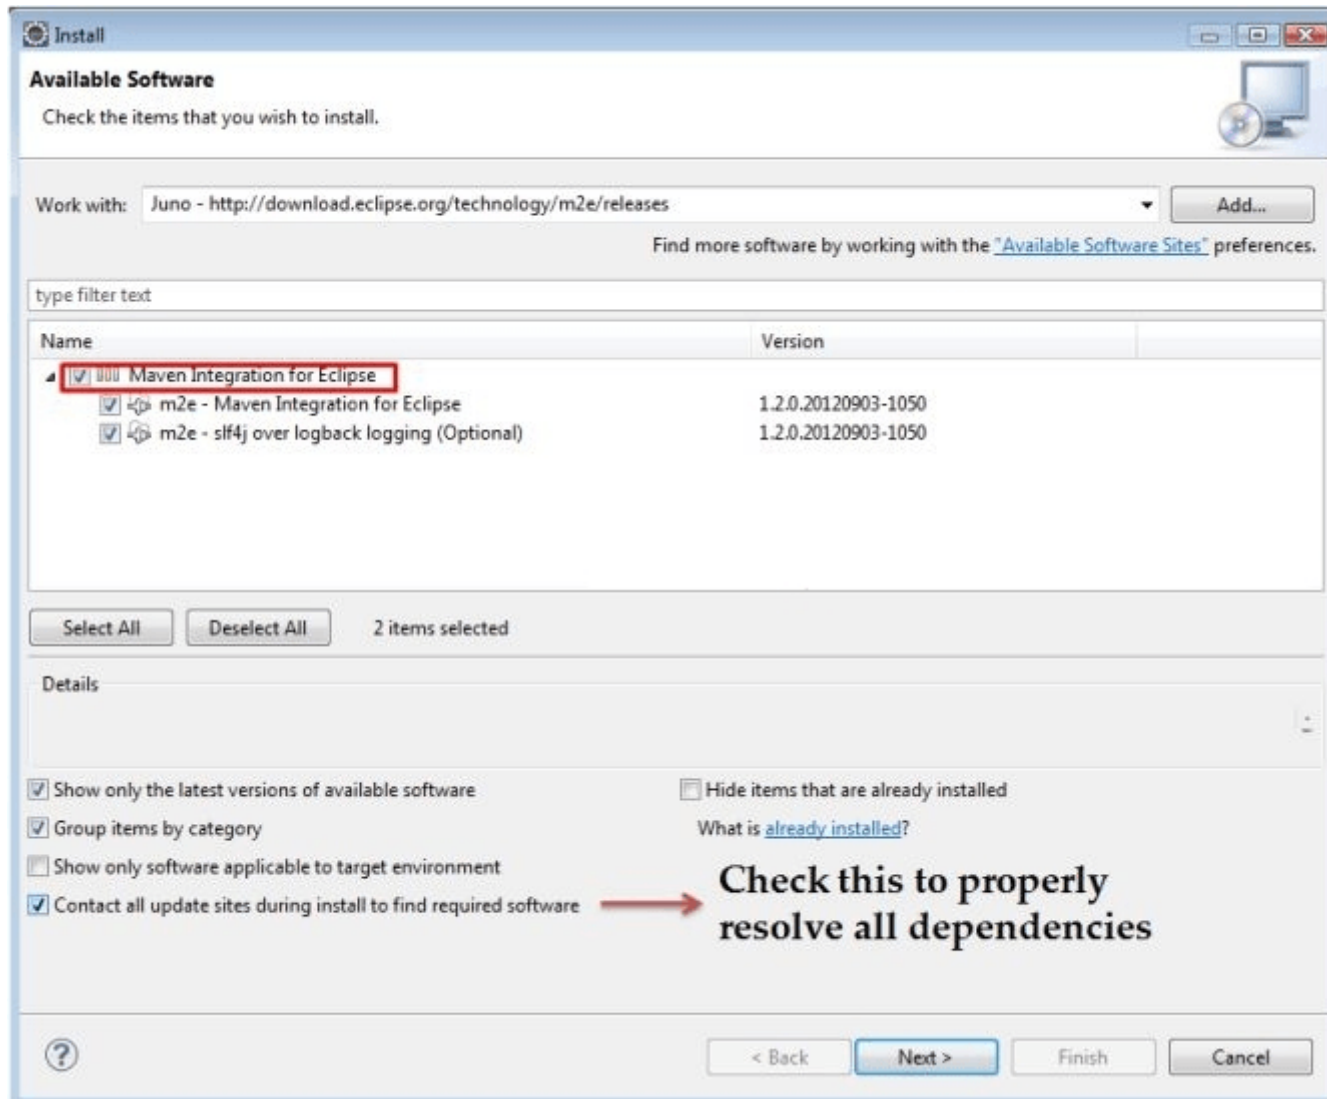 Install
Available Software
Check the items that you wish to install.
Work with: Juno - http://download.eclipse.org/technology/m2e/releases Add...
Find more software by working with the "Available Software Sites" preferences.
type filter text
Name Version
Maven Integration for Eclipse
m2e - Maven Integration for Eclipse 1.2.0.20120903-1050
m2e - slf4j over logback logging (Optional) 1.2.0.20120903-1050
Select All Deselect All 2 items selected
Details
Show only the latest versions of available software Hide items that are already installed
Group items by category What is already installed?
Show only software applicable to target environment
Contact all update sites during install to find required software
Check this to properly
resolve all dependencies
? < Back Next > Finish Cancel